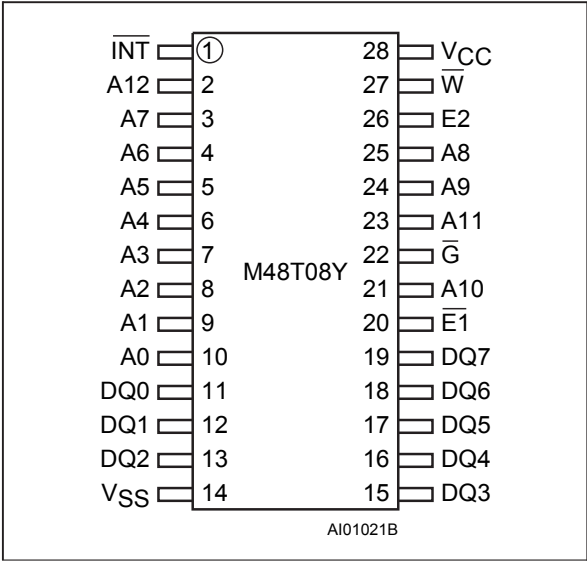 INT 1 28 VCC
A12 2 27 W
A7 3 26 E2
A6 4 25 A8
A5 5 24 A9
A4 6 23 A11
A3 7 22 G
M48T08Y
A2 8 21 A10
A1 9 20 E1
A0 10 19 DQ7
DQ0 11 18 DQ6
DQ1 12 17 DQ5
DQ2 13 16 DQ4
VSS 14 15 DQ3
AI01021B